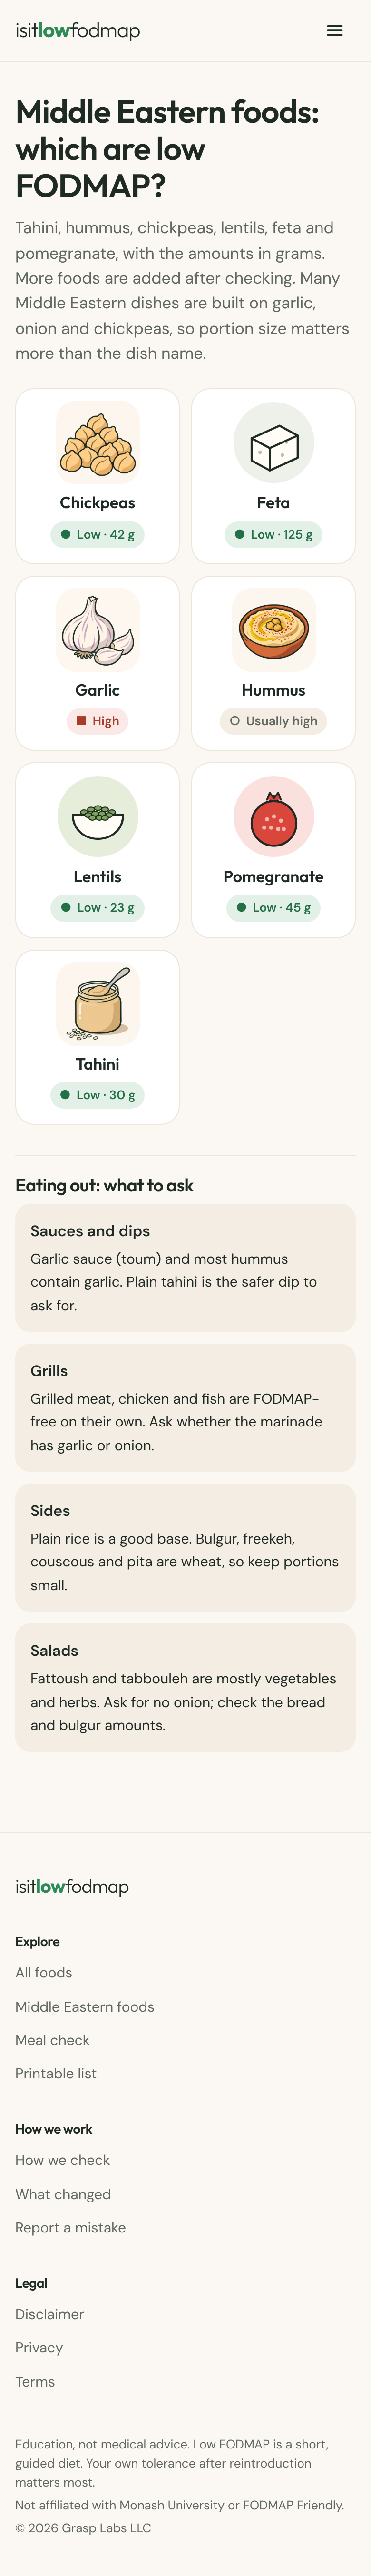 isitlowfodmap
Middle Eastern foods:
which are low
FODMAP?
Tahini, hummus, chickpeas, lentils, feta and
pomegranate, with the amounts in grams.
More foods are added after checking. Many
Middle Eastern dishes are built on garlic,
onion and chickpeas, so portion size matters
more than the dish name.
Chickpeas
Low · 42 g
Feta
Low · 125 g
Garlic
High
Hummus
Usually high
Lentils
Low · 23 g
Pomegranate
Low · 45 g
Tahini
Low · 30 g
Eating out: what to ask
Sauces and dips
Garlic sauce (toum) and most hummus
contain garlic. Plain tahini is the safer dip to
ask for.
Grills
Grilled meat, chicken and fish are FODMAP-
free on their own. Ask whether the marinade
has garlic or onion.
Sides
Plain rice is a good base. Bulgur, freekeh,
couscous and pita are wheat, so keep portions
small.
Salads
Fattoush and tabbouleh are mostly vegetables
and herbs. Ask for no onion; check the bread
and bulgur amounts.
isitlowfodmap
Explore
All foods
Middle Eastern foods
Meal check
Printable list
How we work
How we check
What changed
Report a mistake
Legal
Disclaimer
Privacy
Terms
Education, not medical advice. Low FODMAP is a short,
guided diet. Your own tolerance after reintroduction
matters most.
Not affiliated with Monash University or FODMAP Friendly.
© 2026 Grasp Labs LLC